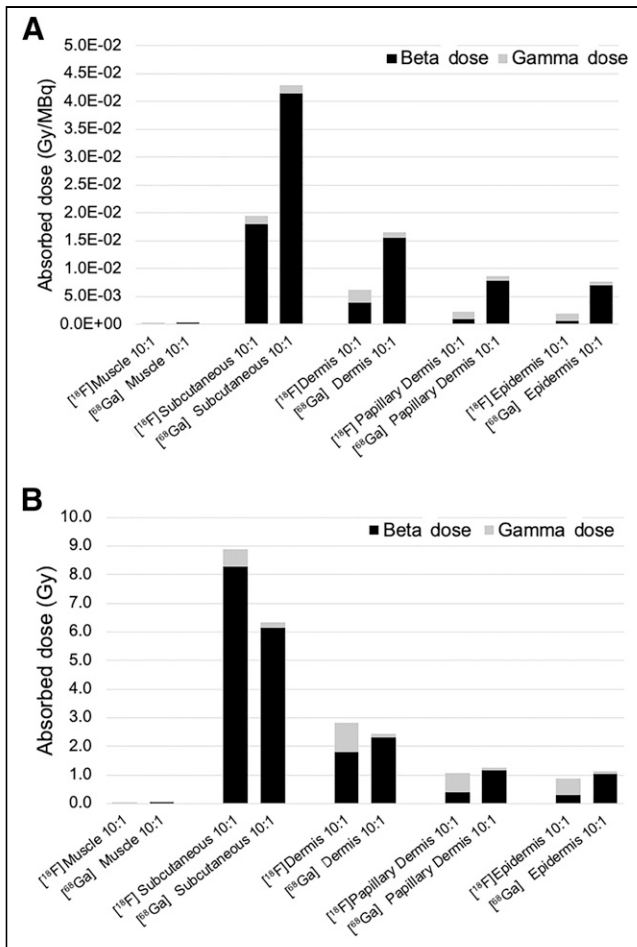 A
5.0E-02
4.5E-02
4.0E-02
3.5E-02
3.0E-02
2.5E-02
2.0E-02
1.5E-02
1.0E-02
5.0E-03
0.0E+00
Absorbed dose (Gy/MBq)
Beta dose Gamma dose
[¹⁸F]Muscle 10:1
[⁶⁸Ga] Muscle 10:1
[¹⁸F]Subcutaneous 10:1
[⁶⁸Ga] Subcutaneous 10:1
[¹⁸F]Dermis 10:1
[⁶⁸Ga] Dermis 10:1
[¹⁸F] Papillary Dermis 10:1
[⁶⁸Ga] Papillary Dermis 10:1
[¹⁸F] Epidermis 10:1
[⁶⁸Ga] Epidermis 10:1
B
10.0
9.0
8.0
7.0
6.0
5.0
4.0
3.0
2.0
1.0
0.0
Absorbed dose (Gy)
Beta dose Gamma dose
[¹⁸F]Muscle 10:1
[⁶⁸Ga] Muscle 10:1
[¹⁸F] Subcutaneous 10:1
[⁶⁸Ga] Subcutaneous 10:1
[¹⁸F]Dermis 10:1
[⁶⁸Ga] Dermis 10:1
[¹⁸F]Papillary Dermis 10:1
[⁶⁸Ga] Papillary Dermis 10:1
[¹⁸F]Epidermis 10:1
[⁶⁸Ga] Epidermis 10:1